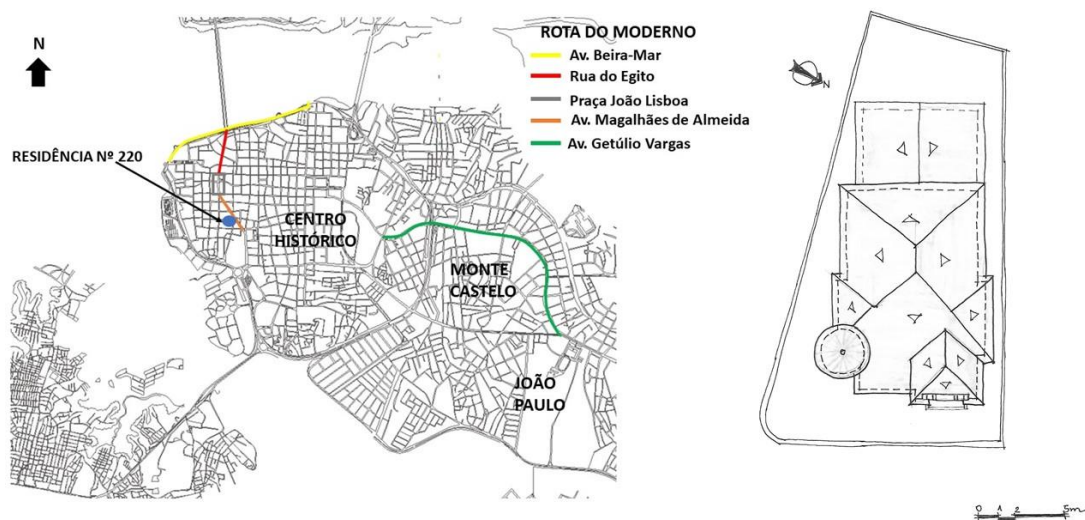 N
ROTA DO MODERNO
Av. Beira-Mar
Rua do Egito
Praça João Lisboa
Av. Magalhães de Almeida
Av. Getúlio Vargas
RESIDÊNCIA Nº 220
CENTRO
HISTÓRICO
MONTE
CASTELO
JOÃO
PAULO
N
0 1 2 5m